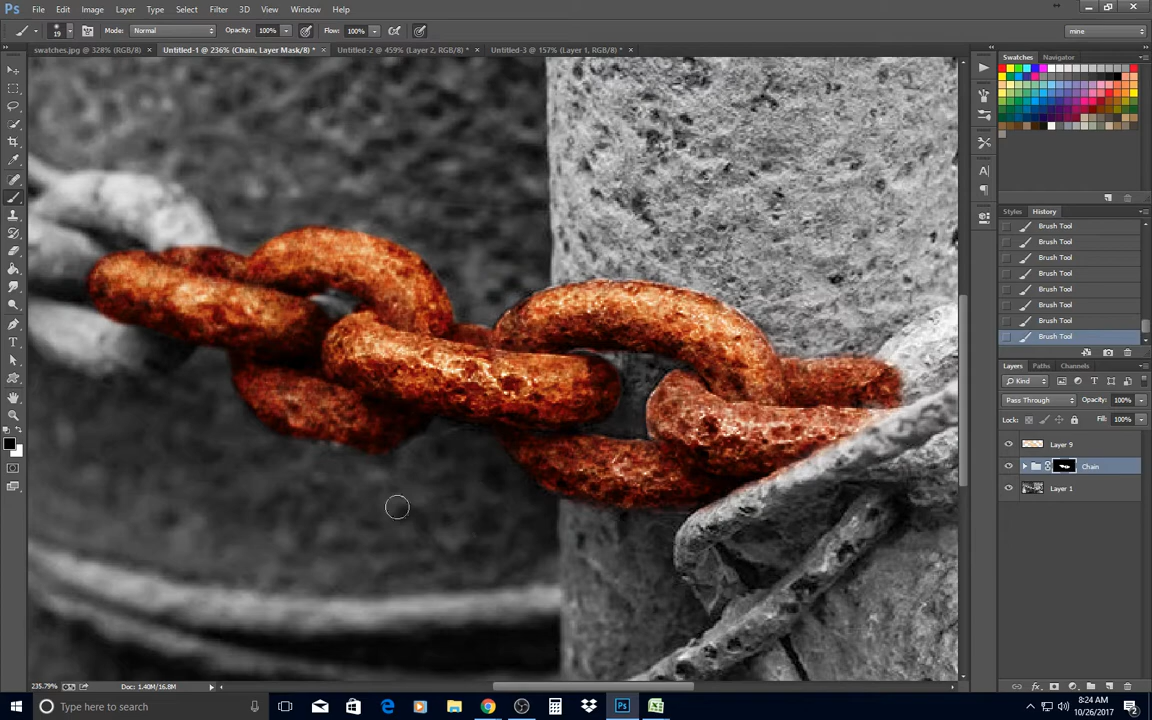 Ps File Edit Image Layer Type Select Filter 3D View Window Help
19 Mode: Normal Opacity: 100% Flow: 100% mine
swatches.jpg @ 328% (RGB/8) × Untitled-1 @ 236% (Chain, Layer Mask/8) * × Untitled-2 @ 459% (Layer 2, RGB/8) * × Untitled-3 @ 157% (Layer 1, RGB/8) * ×
Swatches Navigator
Styles History
Brush Tool
Brush Tool
Brush Tool
Brush Tool
Brush Tool
Brush Tool
Brush Tool
Brush Tool
Layers Paths Channels
Kind
Pass Through Opacity: 100%
Lock: Fill: 100%
Layer 9
Chain
Layer 1
235.79% Doc: 1.40M/16.8M
Type here to search
8:24 AM
10/26/2017
2